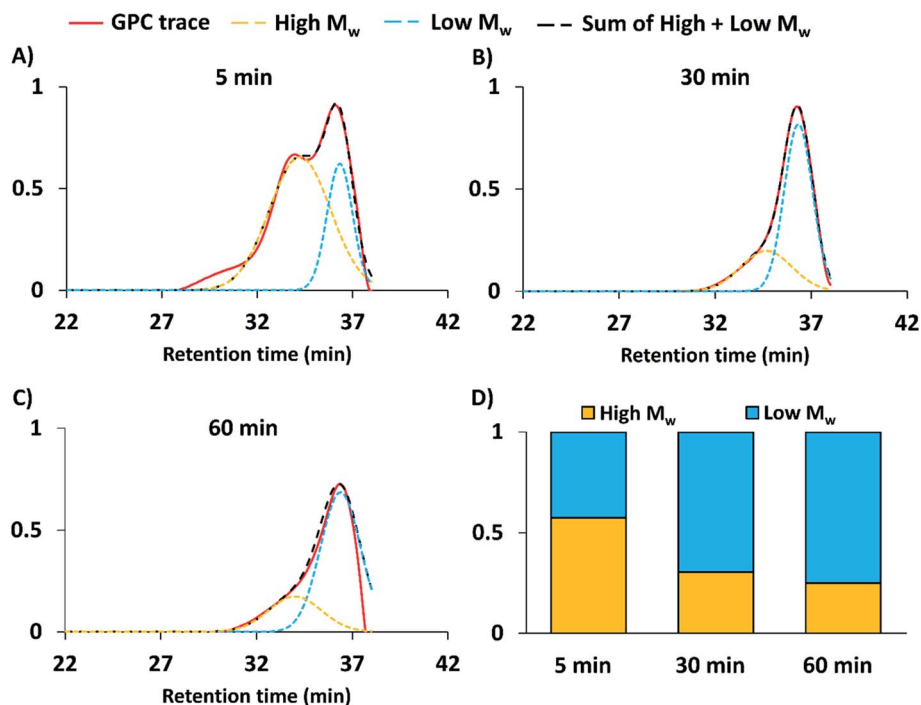 GPC trace High Mw Low Mw Sum of High + Low Mw
A)
5 min
1
0.5
0
22 27 32 37 42
Retention time (min)
B)
30 min
1
0.5
0
22 27 32 37 42
Retention time (min)
C)
60 min
1
0.5
0
22 27 32 37 42
Retention time (min)
D)
High Mw Low Mw
1
0.5
0
5 min 30 min 60 min